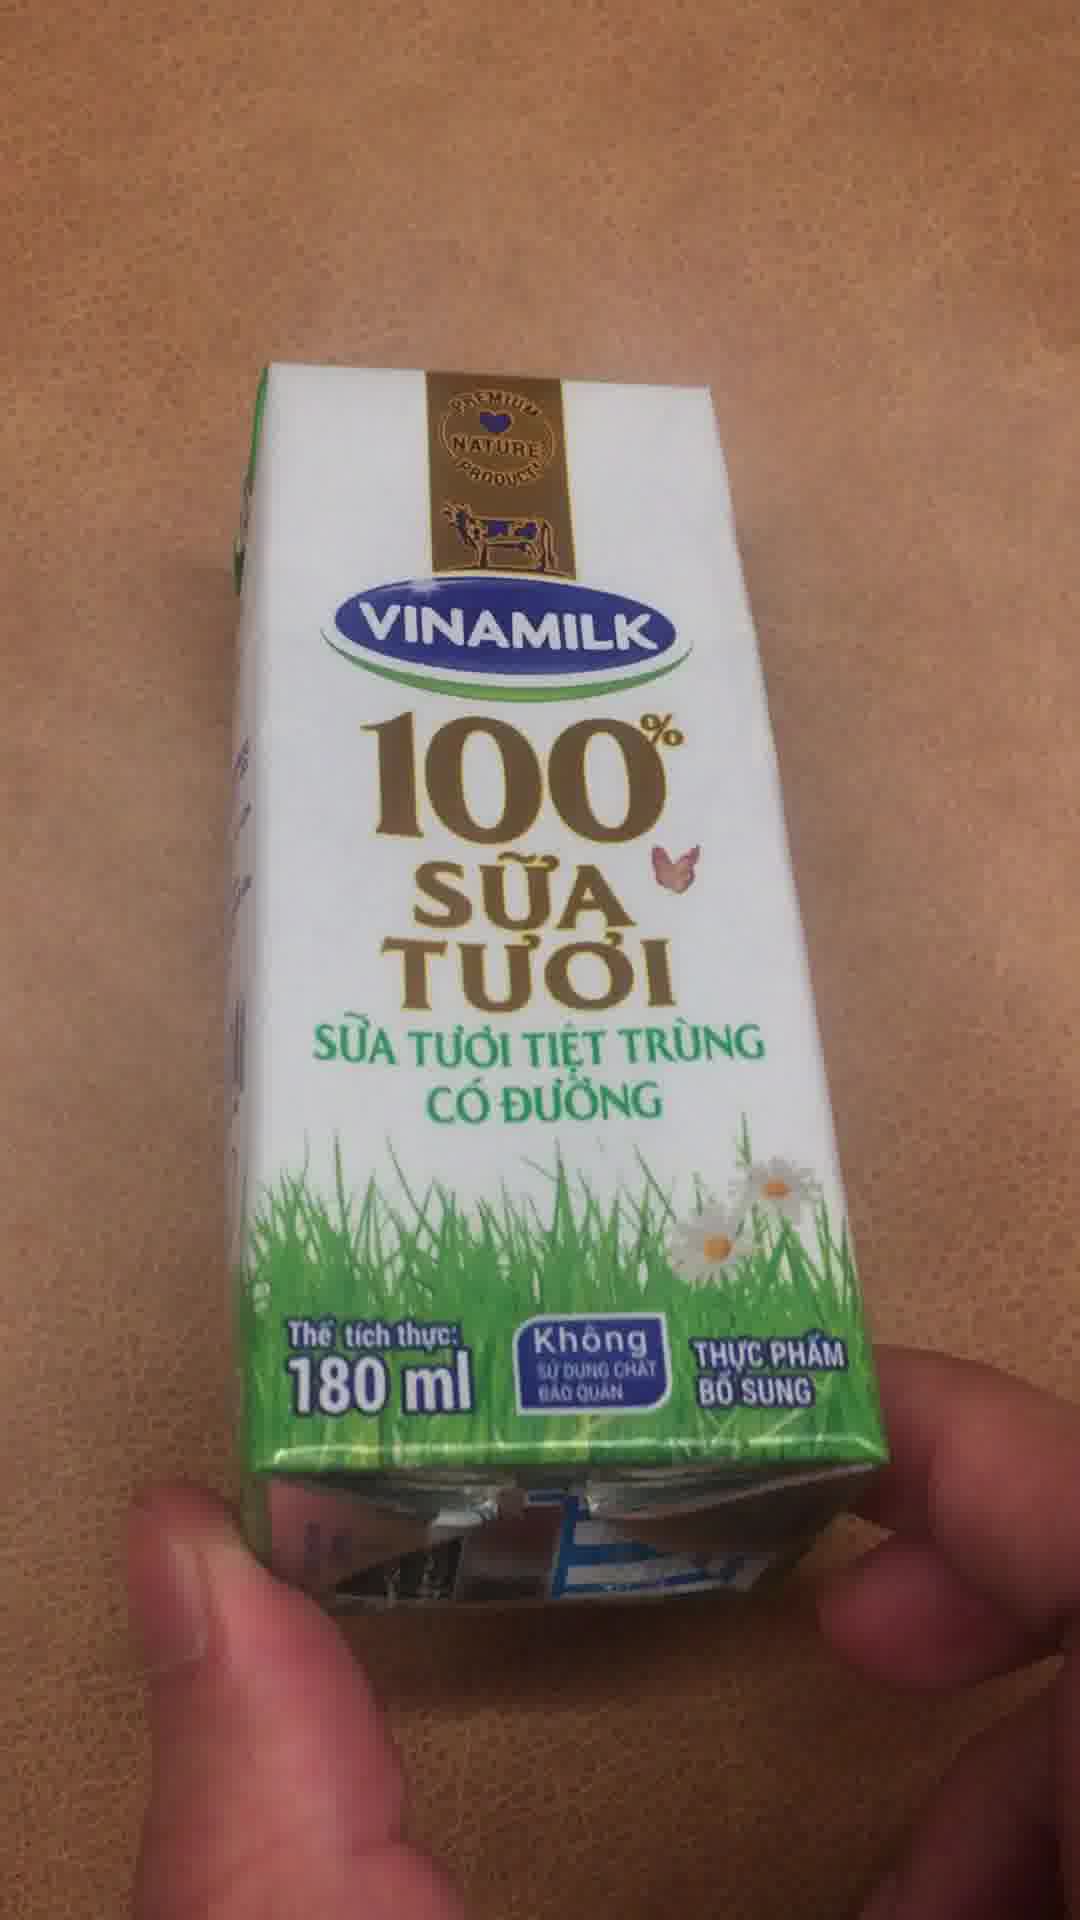 PREMIUM
NATURE
PRODUCT
VINAMILK
100%
SỮA
TƯƠI
SỮA TƯƠI TIỆT TRÙNG
CÓ ĐƯỜNG
Thể tích thực:
180 ml
Không
SỬ DỤNG CHẤT
BẢO QUẢN
THỰC PHẨM
BỔ SUNG